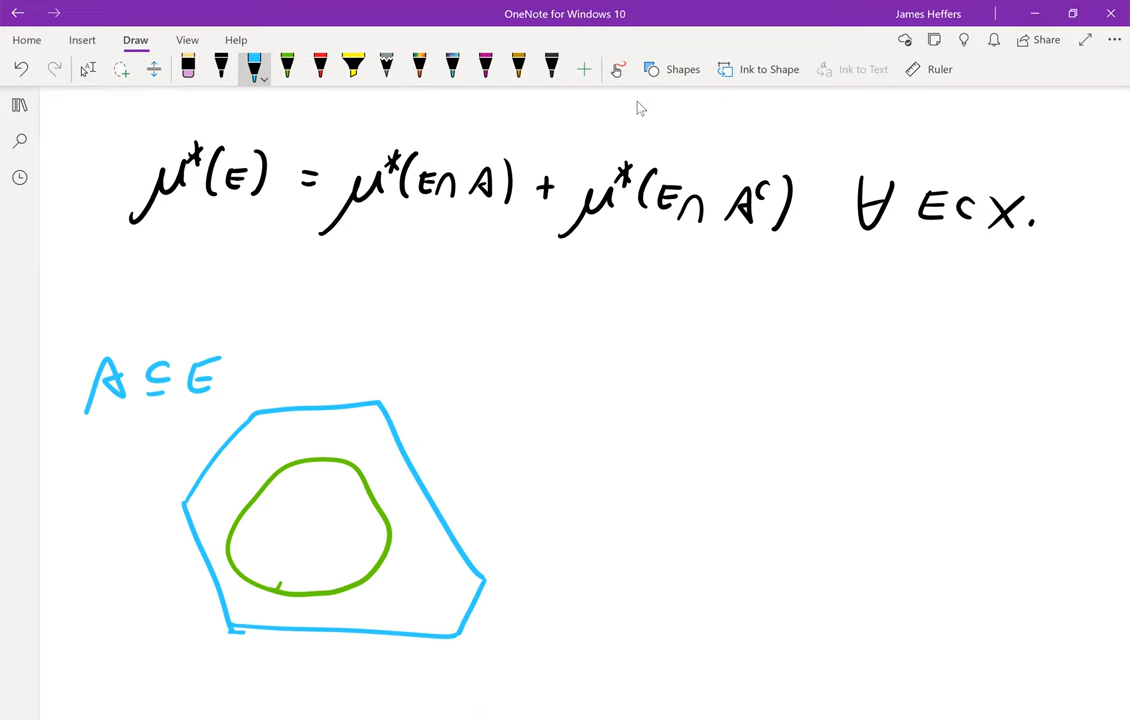 OneNote for Windows 10
James Heffers
Home Insert Draw View Help
Share
Shapes
Ink to Shape
Ink to Text
Ruler
μ*(E) = μ*(E∩A) + μ*(E∩Aᶜ) ∀ E⊂X.
A ⊆ E